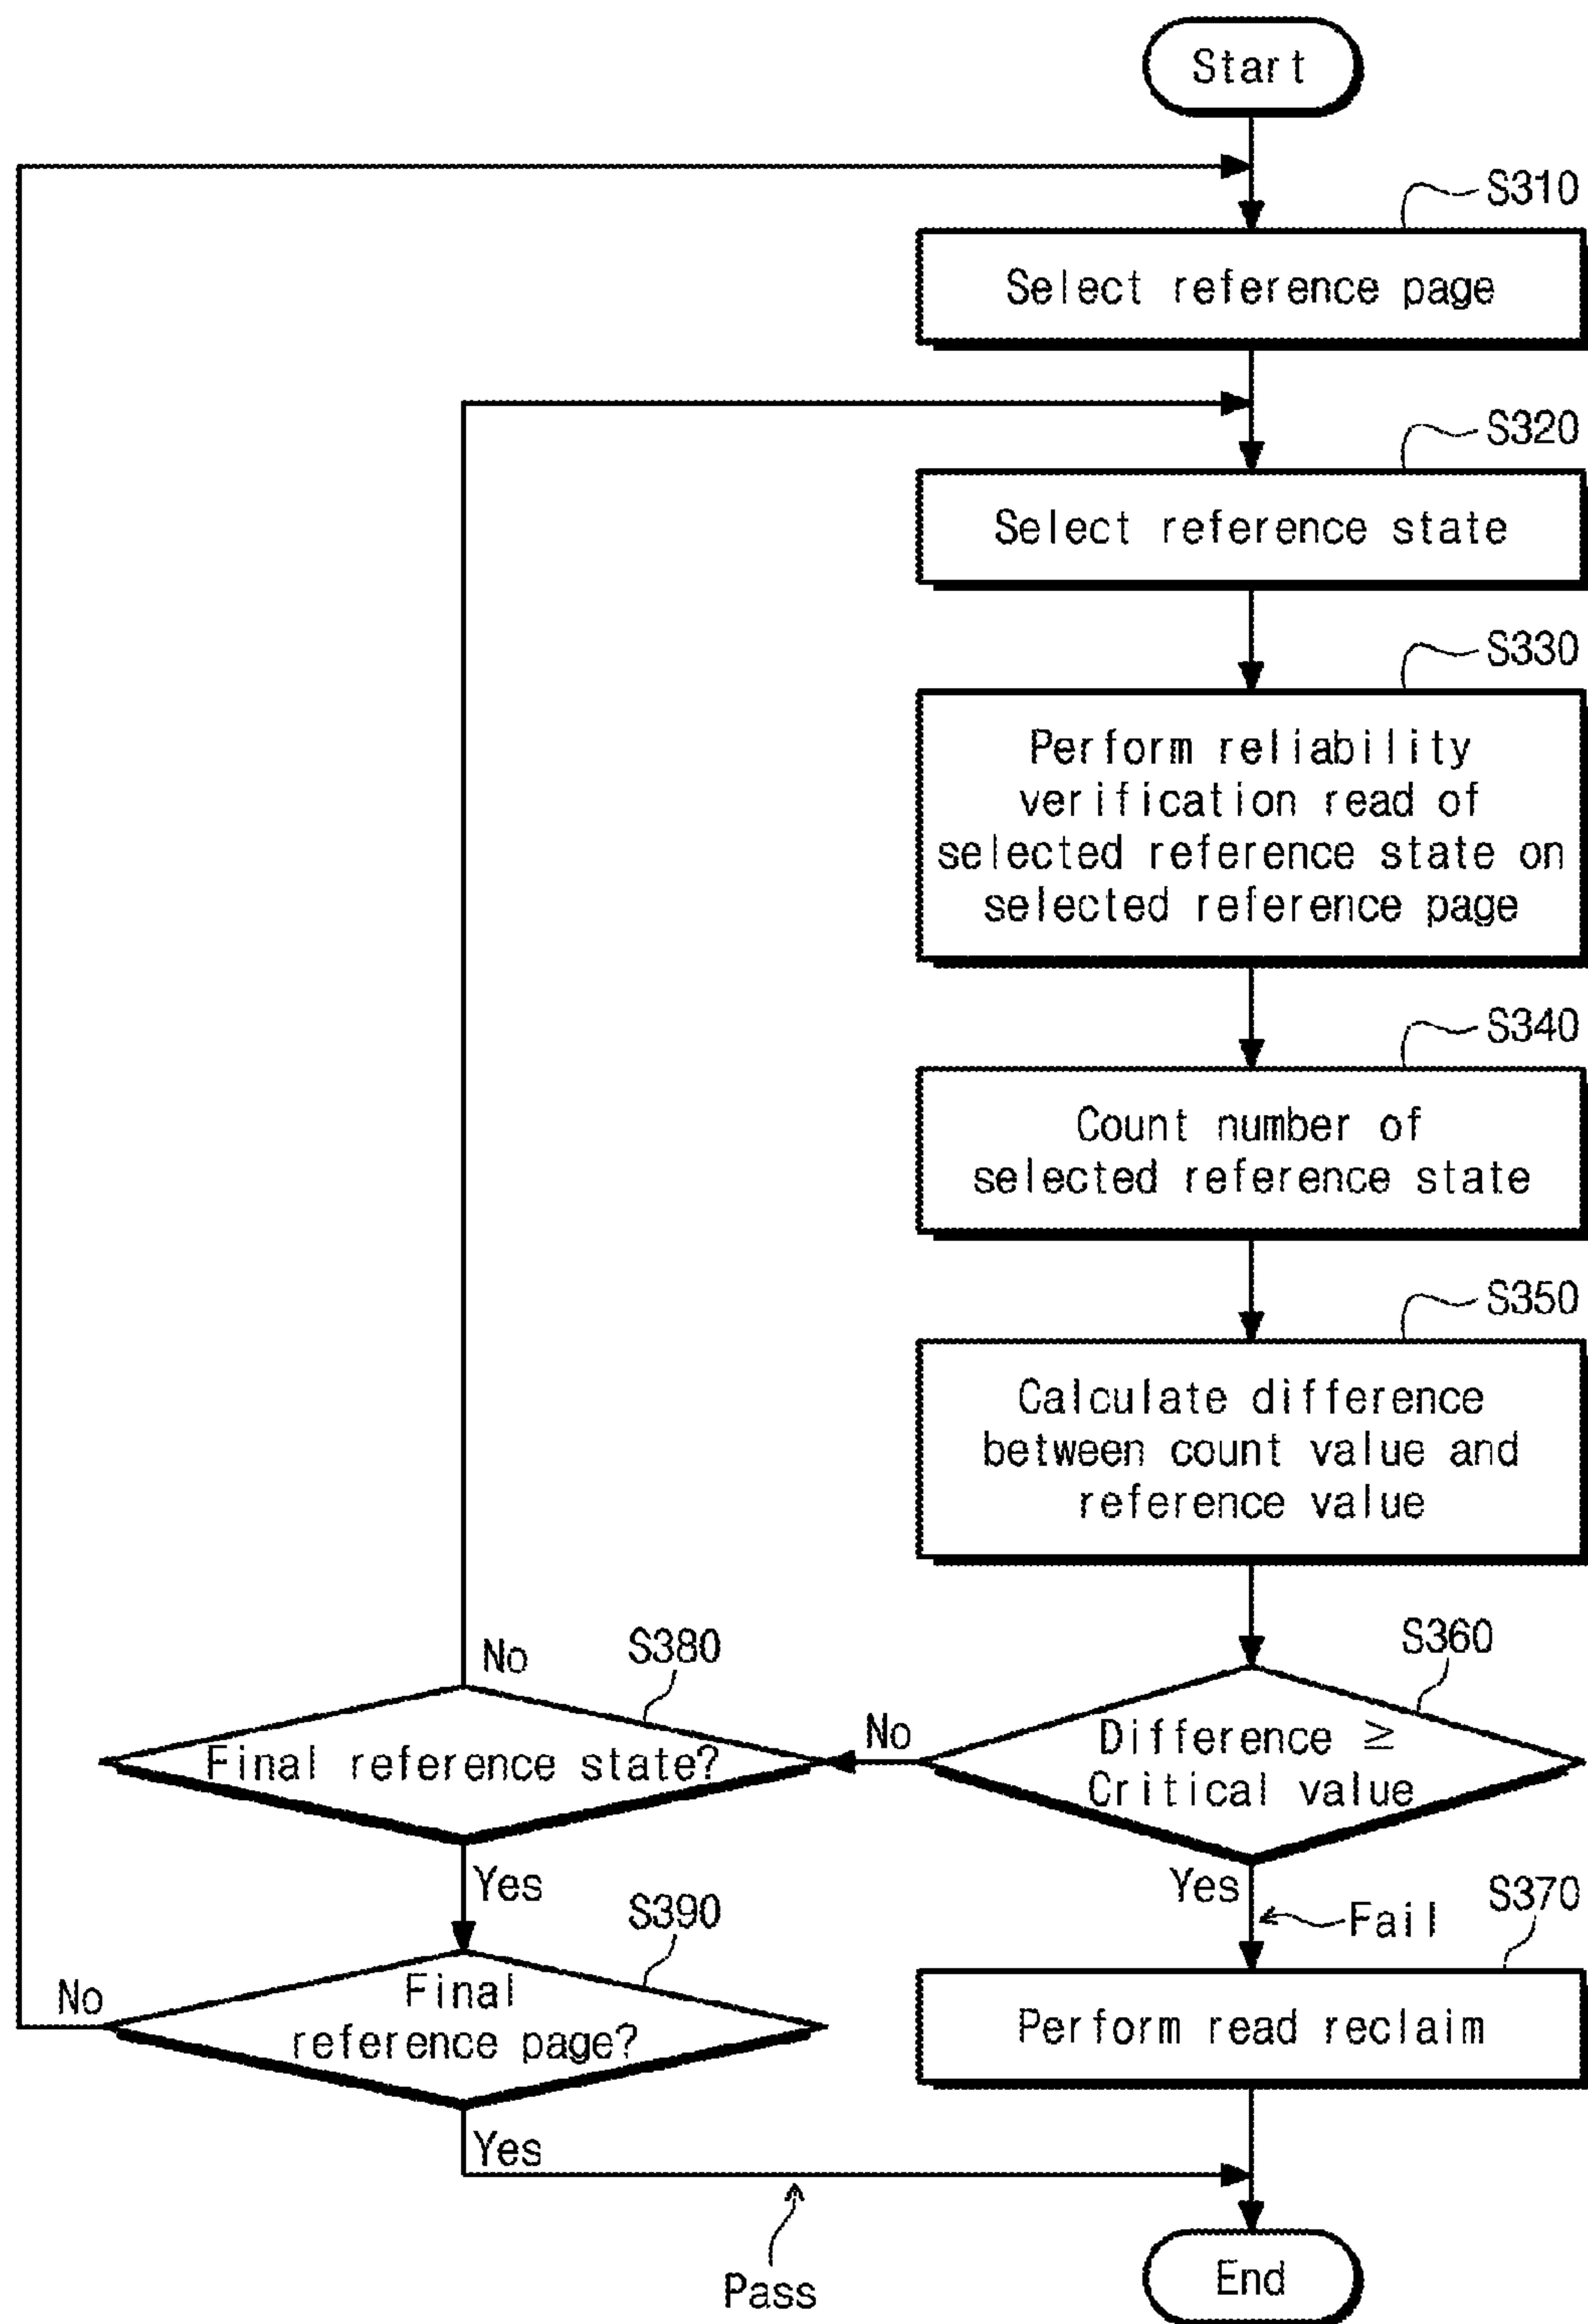 Start
S310
Select reference page
S320
Select reference state
S330
Perform reliability
verification read of
selected reference state on
selected reference page
S340
Count number of
selected reference state
S350
Calculate difference
between count value and
reference value
S360
Difference ≥
Critical value
No
Yes
Fail
S370
Perform read reclaim
S380
Final reference state?
No
Yes
S390
Final
reference page?
No
Yes
Pass
End